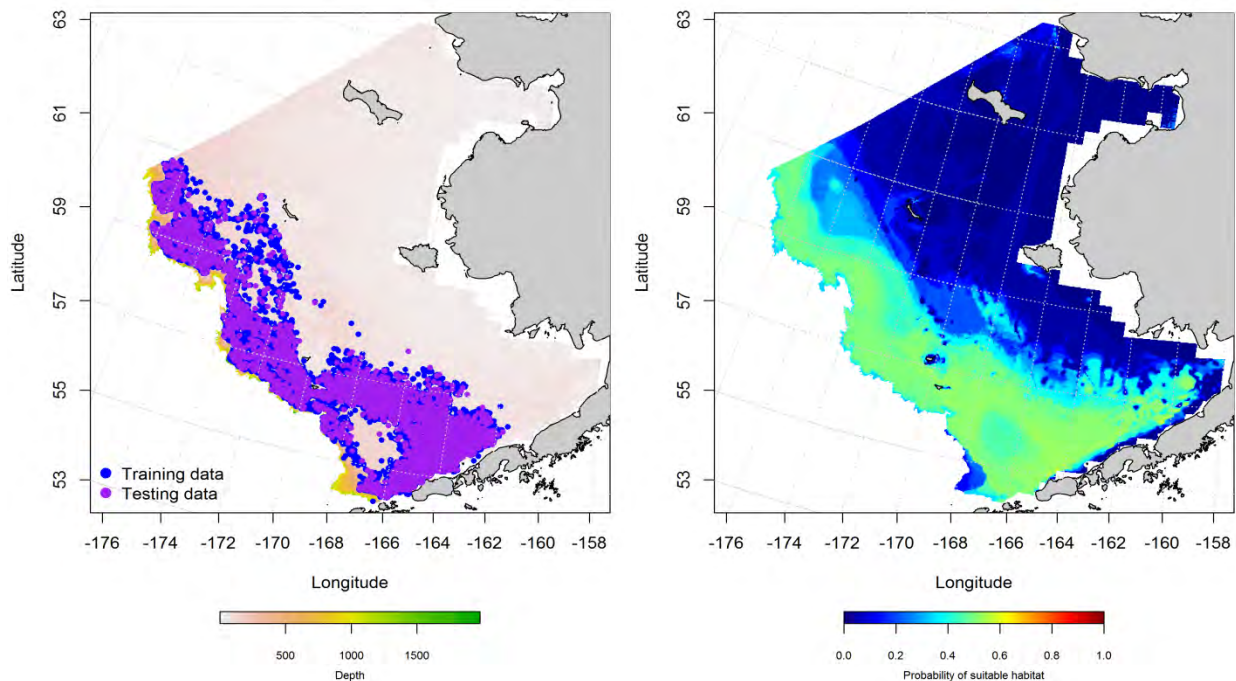 63
61
59
57
55
53
Latitude
Training data
Testing data
-176 -174 -172 -170 -168 -166 -164 -162 -160 -158
Longitude
500 1000 1500
Depth
63
61
59
57
55
53
Latitude
-176 -174 -172 -170 -168 -166 -164 -162 -160 -158
Longitude
0.0 0.2 0.4 0.6 0.8 1.0
Probability of suitable habitat